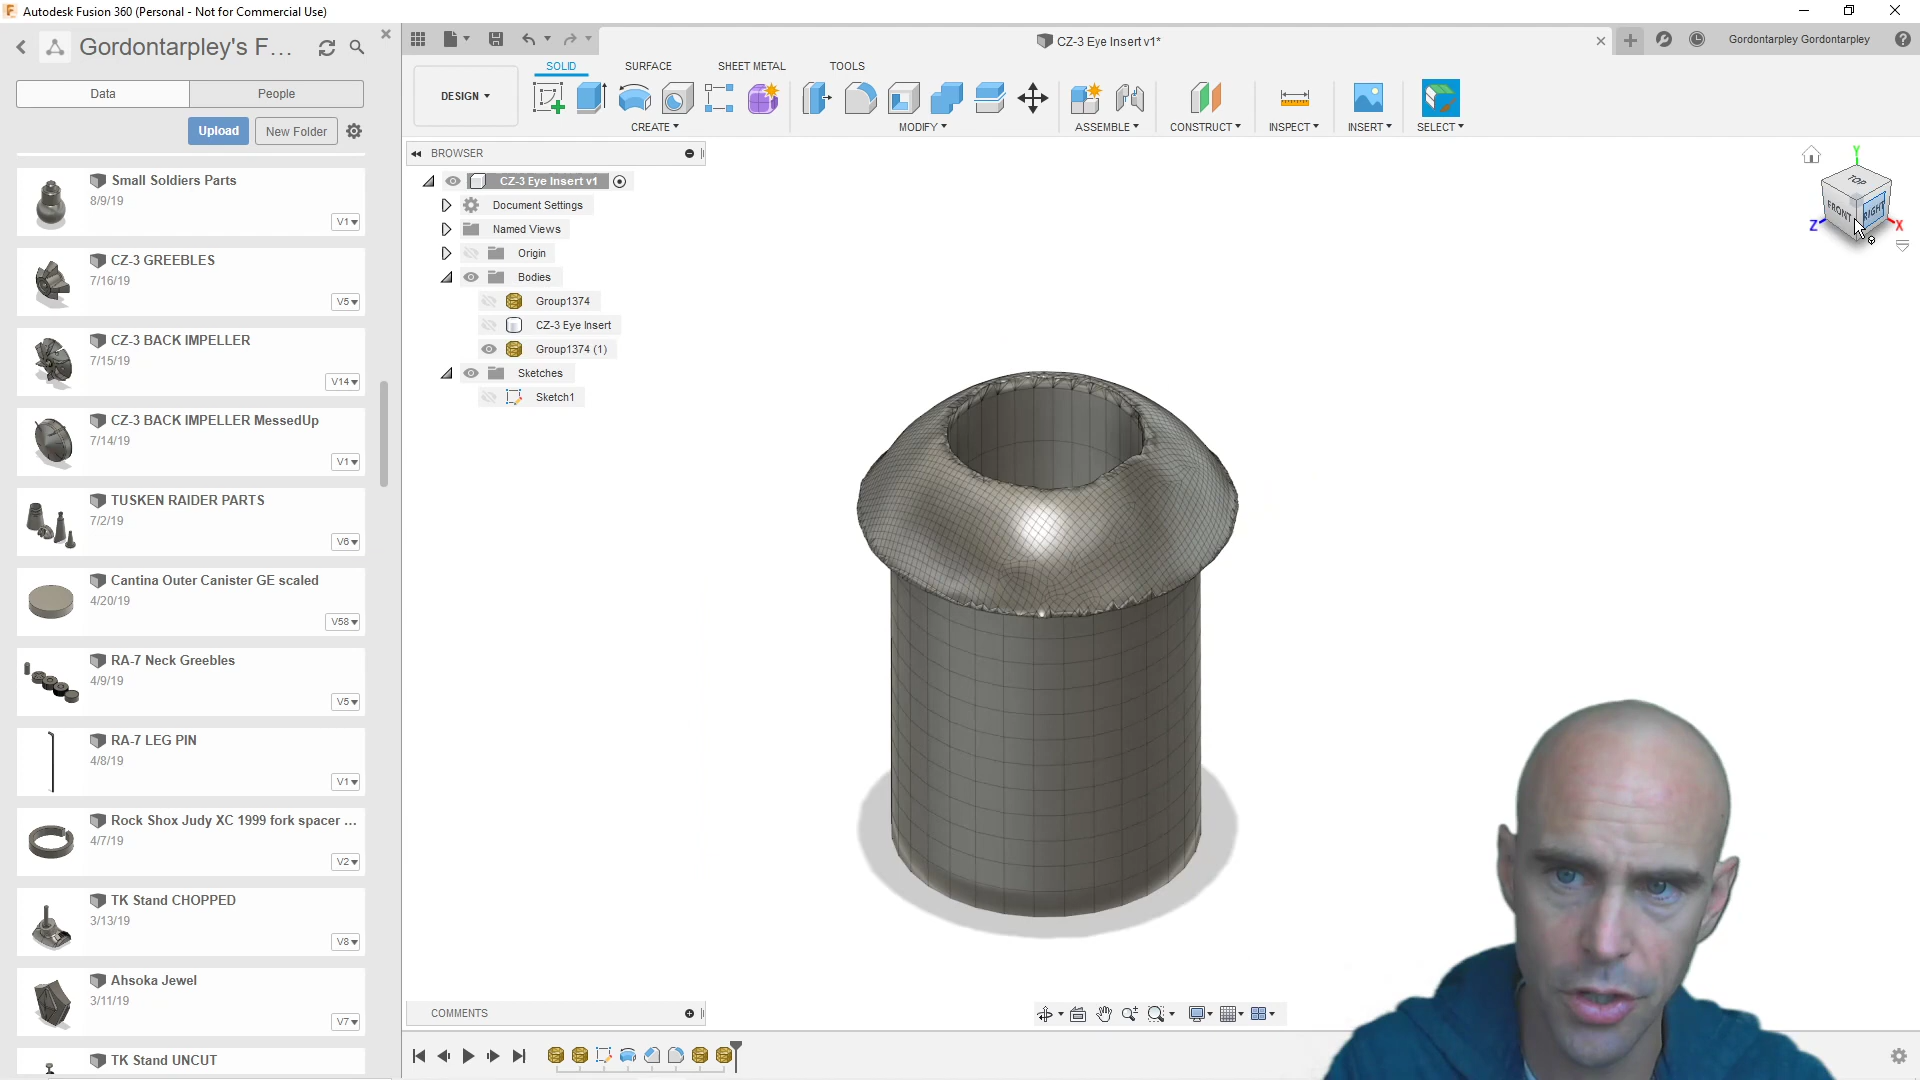 Autodesk Fusion 360 (Personal - Not for Commercial Use)
Gordontarpley's F...
CZ-3 Eye Insert v1*
Gordontarpley Gordontarpley
SOLID
SURFACE
SHEET METAL
TOOLS
Data
People
DESIGN
Upload
New Folder
CREATE
MODIFY
ASSEMBLE
CONSTRUCT
INSPECT
INSERT
SELECT
BROWSER
CZ-3 Eye Insert v1
Document Settings
Named Views
Origin
Bodies
Group1374
CZ-3 Eye Insert
Group1374 (1)
Sketches
Sketch1
Y
TOP
FRONT
RIGHT
Z
X
Small Soldiers Parts
8/9/19
V1
CZ-3 GREEBLES
7/16/19
V5
CZ-3 BACK IMPELLER
7/15/19
V14
CZ-3 BACK IMPELLER MessedUp
7/14/19
V1
TUSKEN RAIDER PARTS
7/2/19
V6
Cantina Outer Canister GE scaled
4/20/19
V58
RA-7 Neck Greebles
4/9/19
V5
RA-7 LEG PIN
4/8/19
V1
Rock Shox Judy XC 1999 fork spacer ...
4/7/19
V2
TK Stand CHOPPED
3/13/19
V8
Ahsoka Jewel
3/11/19
V7
TK Stand UNCUT
COMMENTS